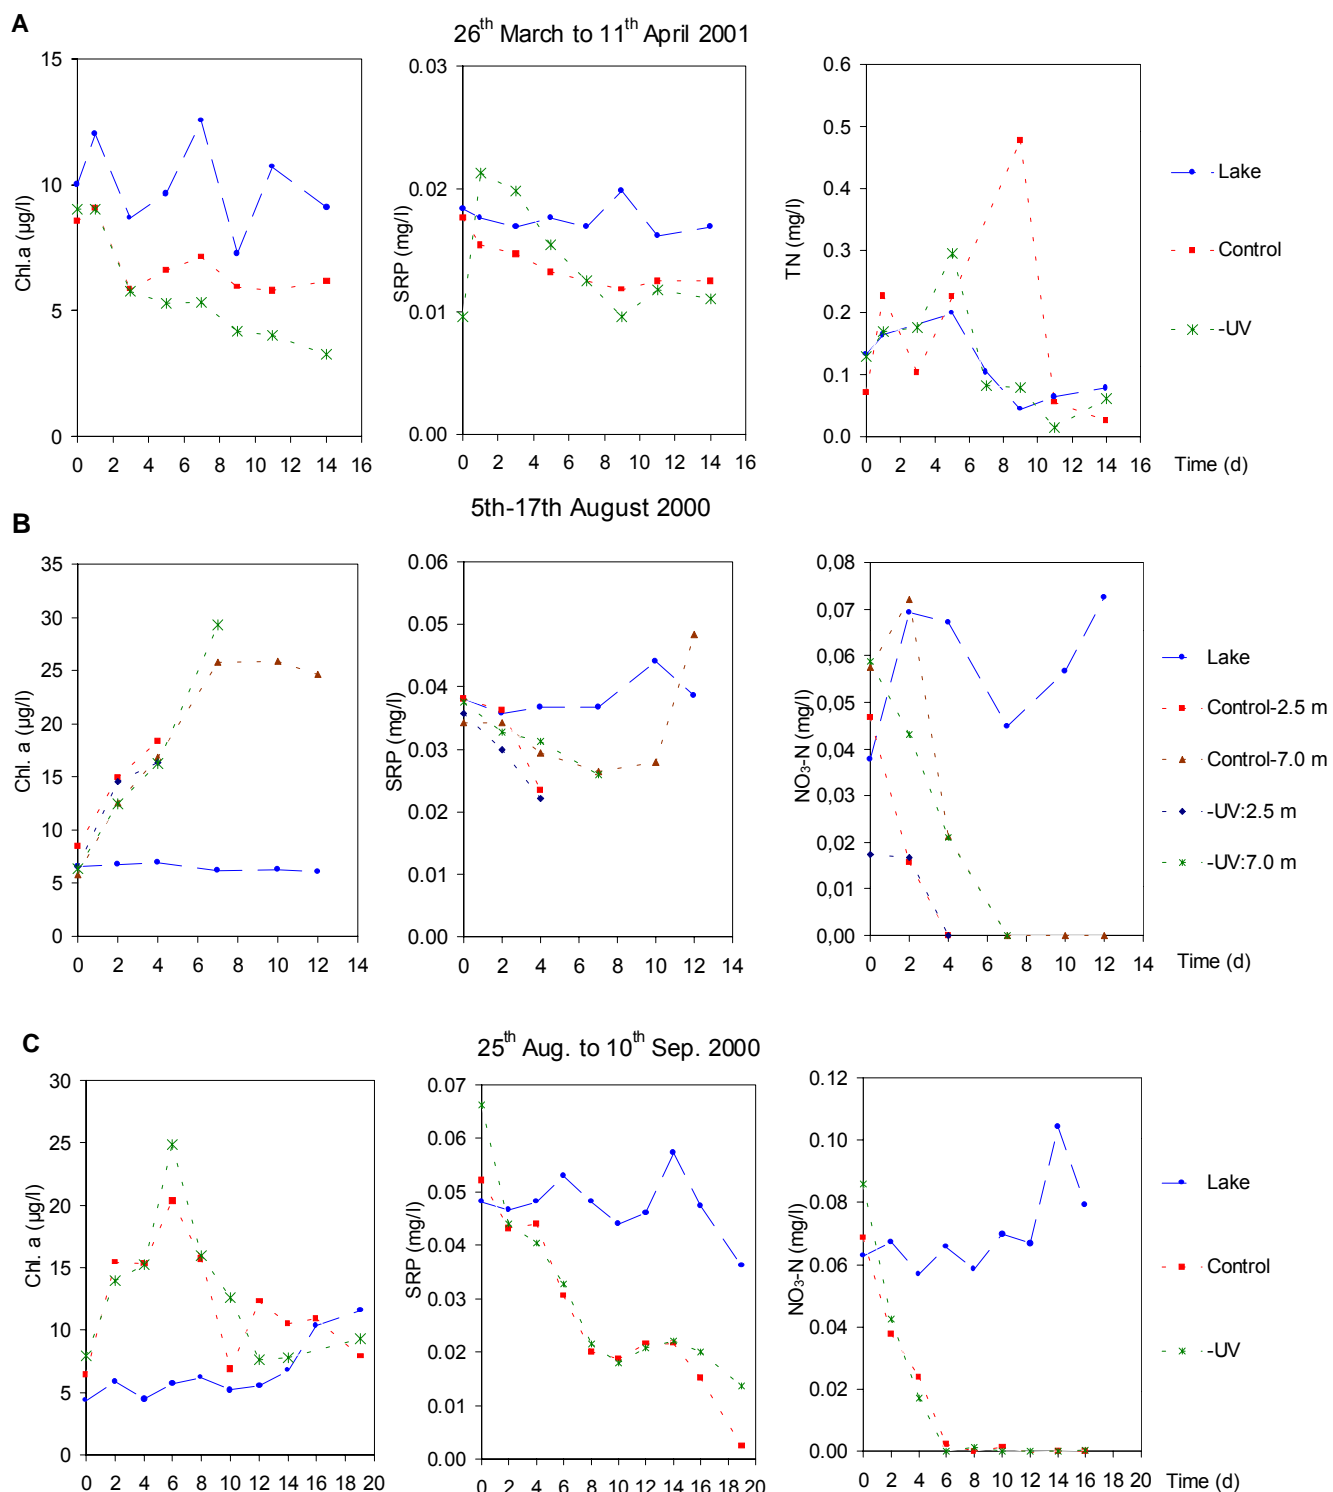 A
26th March to 11th April 2001
15
10
5
0
Chl.a (µg/l)
0 2 4 6 8 10 12 14 16
0.03
0.02
0.01
0.00
SRP (mg/l)
0 2 4 6 8 10 12 14 16
0.6
0.5
0.4
0.3
0.2
0.1
0.0
TN (mg/l)
0 2 4 6 8 10 12 14 16
Time (d)
Lake
Control
-UV
B
5th-17th August 2000
35
30
25
20
15
10
5
0
Chl. a (µg/l)
0 2 4 6 8 10 12 14
0.06
0.05
0.04
0.03
0.02
0.01
0.00
SRP (mg/l)
0 2 4 6 8 10 12 14
0,08
0,07
0,06
0,05
0,04
0,03
0,02
0,01
0,00
NO3-N (mg/l)
0 2 4 6 8 10 12 14
Time (d)
Lake
Control-2.5 m
Control-7.0 m
-UV:2.5 m
-UV:7.0 m
C
25th Aug. to 10th Sep. 2000
30
25
20
15
10
5
0
Chl. a (µg/l)
0 2 4 6 8 10 12 14 16 18 20
0.07
0.06
0.05
0.04
0.03
0.02
0.01
0.00
SRP (mg/l)
0 2 4 6 8 10 12 14 16 18 20
0.12
0.10
0.08
0.06
0.04
0.02
0.00
NO3-N (mg/l)
0 2 4 6 8 10 12 14 16 18 20
Time (d)
Lake
Control
-UV